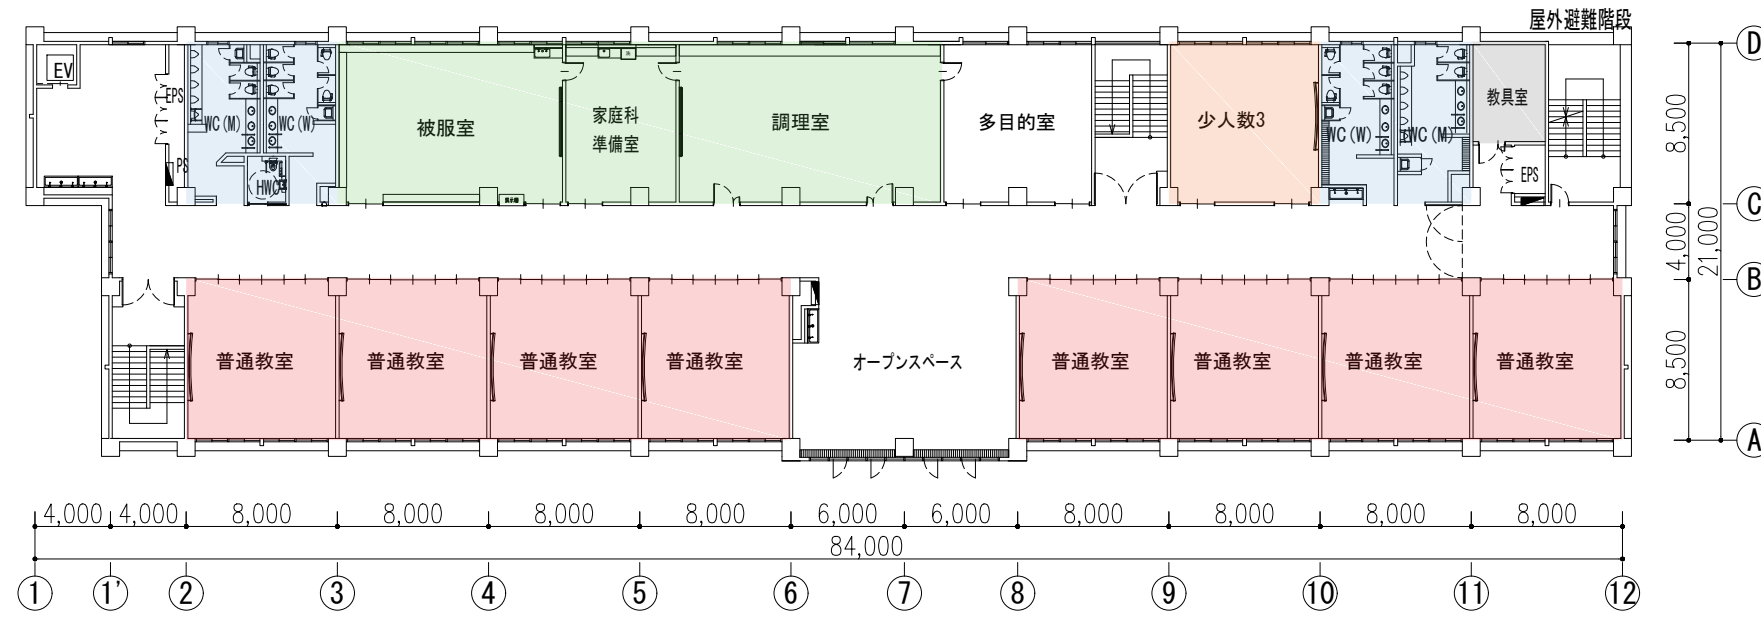 屋外避難階段
D
EV
EPS
PS
WC(M)
WC(W)
HWC
被服室
家庭科
準備室
調理室
多目的室
少人数3
WC(W)
WC(M)
教具室
EPS
8,500
C
4,000
21,000
B
普通教室
普通教室
普通教室
普通教室
オープンスペース
普通教室
普通教室
普通教室
普通教室
8,500
A
4,000
4,000
8,000
8,000
8,000
8,000
6,000
6,000
8,000
8,000
8,000
8,000
84,000
1
1'
2
3
4
5
6
7
8
9
10
11
12